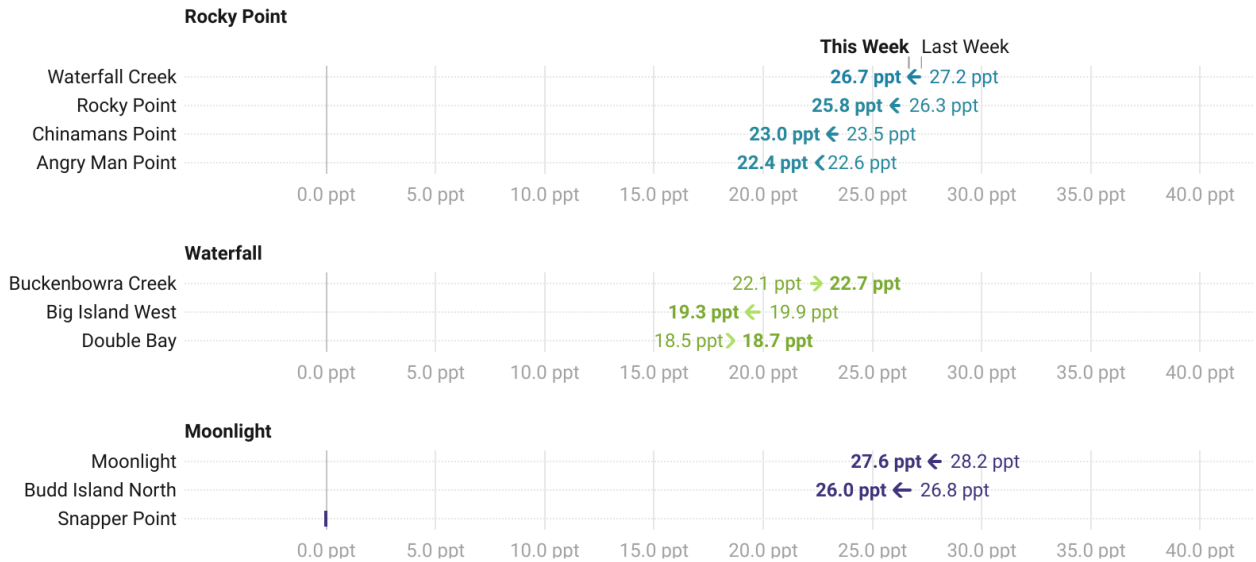 Rocky Point
This Week Last Week
Waterfall Creek 26.7 ppt 27.2 ppt
Rocky Point 25.8 ppt 26.3 ppt
Chinamans Point 23.0 ppt 23.5 ppt
Angry Man Point 22.4 ppt 22.6 ppt
0.0 ppt 5.0 ppt 10.0 ppt 15.0 ppt 20.0 ppt 25.0 ppt 30.0 ppt 35.0 ppt 40.0 ppt
Waterfall
Buckenbowra Creek 22.1 ppt 22.7 ppt
Big Island West 19.3 ppt 19.9 ppt
Double Bay 18.5 ppt 18.7 ppt
0.0 ppt 5.0 ppt 10.0 ppt 15.0 ppt 20.0 ppt 25.0 ppt 30.0 ppt 35.0 ppt 40.0 ppt
Moonlight
Moonlight 27.6 ppt 28.2 ppt
Budd Island North 26.0 ppt 26.8 ppt
Snapper Point
0.0 ppt 5.0 ppt 10.0 ppt 15.0 ppt 20.0 ppt 25.0 ppt 30.0 ppt 35.0 ppt 40.0 ppt